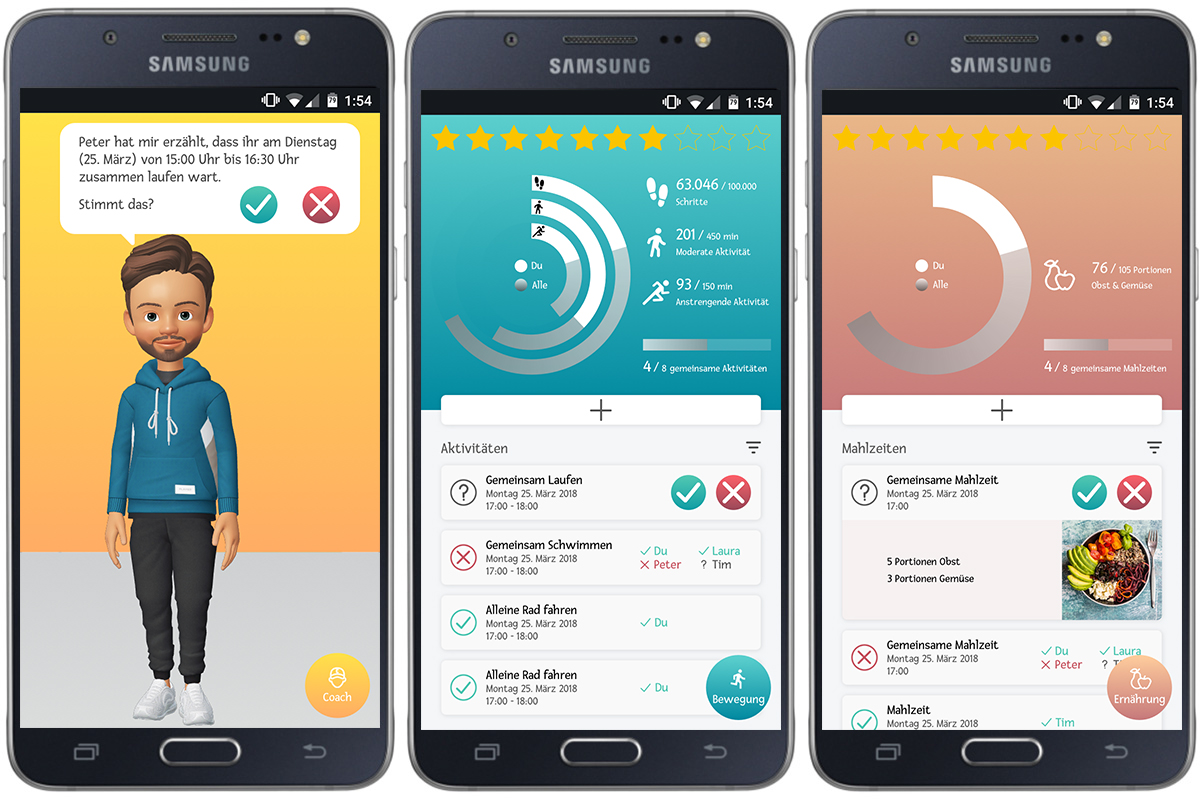 SAMSUNG
79 1:54
Peter hat mir erzählt, dass ihr am Dienstag
(25. März) von 15:00 Uhr bis 16:30 Uhr
zusammen laufen wart.
Stimmt das?
Coach
SAMSUNG
79 1:54
63.046 / 100.000
Schritte
201 / 450 min
Moderate Aktivität
93 / 150 min
Anstrengende Aktivität
Du
Alle
4 / 8 gemeinsame Aktivitäten
+
Aktivitäten
? Gemeinsam Laufen
Montag 25. März 2018
17:00 - 18:00
Gemeinsam Schwimmen
Montag 25. März 2018
17:00 - 18:00
Du Laura
Peter ? Tim
Alleine Rad fahren
Montag 25. März 2018
17:00 - 18:00
Du
Alleine Rad fahren
Montag 25. März 2018
17:00 - 18:00
Du
Bewegung
SAMSUNG
79 1:54
Du
Alle
76 / 105 Portionen
Obst & Gemüse
4 / 8 gemeinsame Mahlzeiten
+
Mahlzeiten
? Gemeinsame Mahlzeit
Montag 25. März 2018
17:00
5 Portionen Obst
3 Portionen Gemüse
Gemeinsame Mahlzeit
Montag 25. März 2018
17:00 - 18:00
Du Laura
Peter ?
Mahlzeit
Montag 25. März 2018
Tim
Ernährung